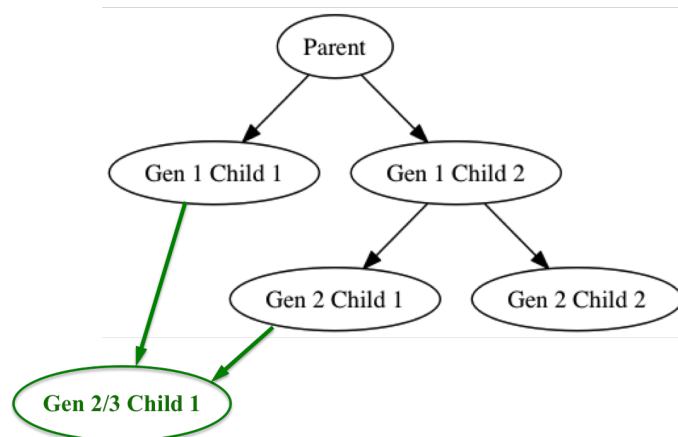 Parent
Gen 1 Child 1
Gen 1 Child 2
Gen 2 Child 1
Gen 2 Child 2
Gen 2/3 Child 1